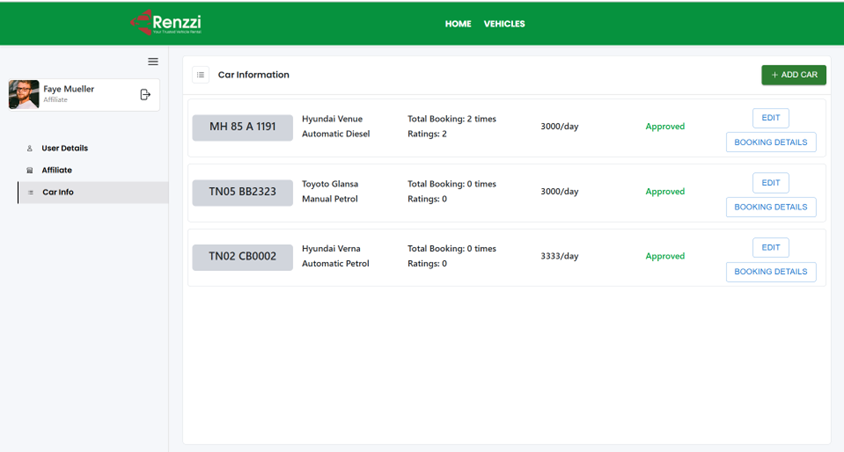 Renzzi
Your Trusted Vehicle Rental
HOME VEHICLES
Faye Mueller
Affiliate
User Details
Affiliate
Car Info
Car Information
+ ADD CAR
MH 85 A 1191
Hyundai Venue
Automatic Diesel
Total Booking: 2 times
Ratings: 2
3000/day
Approved
EDIT
BOOKING DETAILS
TN05 BB2323
Toyoto Glansa
Manual Petrol
Total Booking: 0 times
Ratings: 0
3000/day
Approved
EDIT
BOOKING DETAILS
TN02 CB0002
Hyundai Verna
Automatic Petrol
Total Booking: 0 times
Ratings: 0
3333/day
Approved
EDIT
BOOKING DETAILS